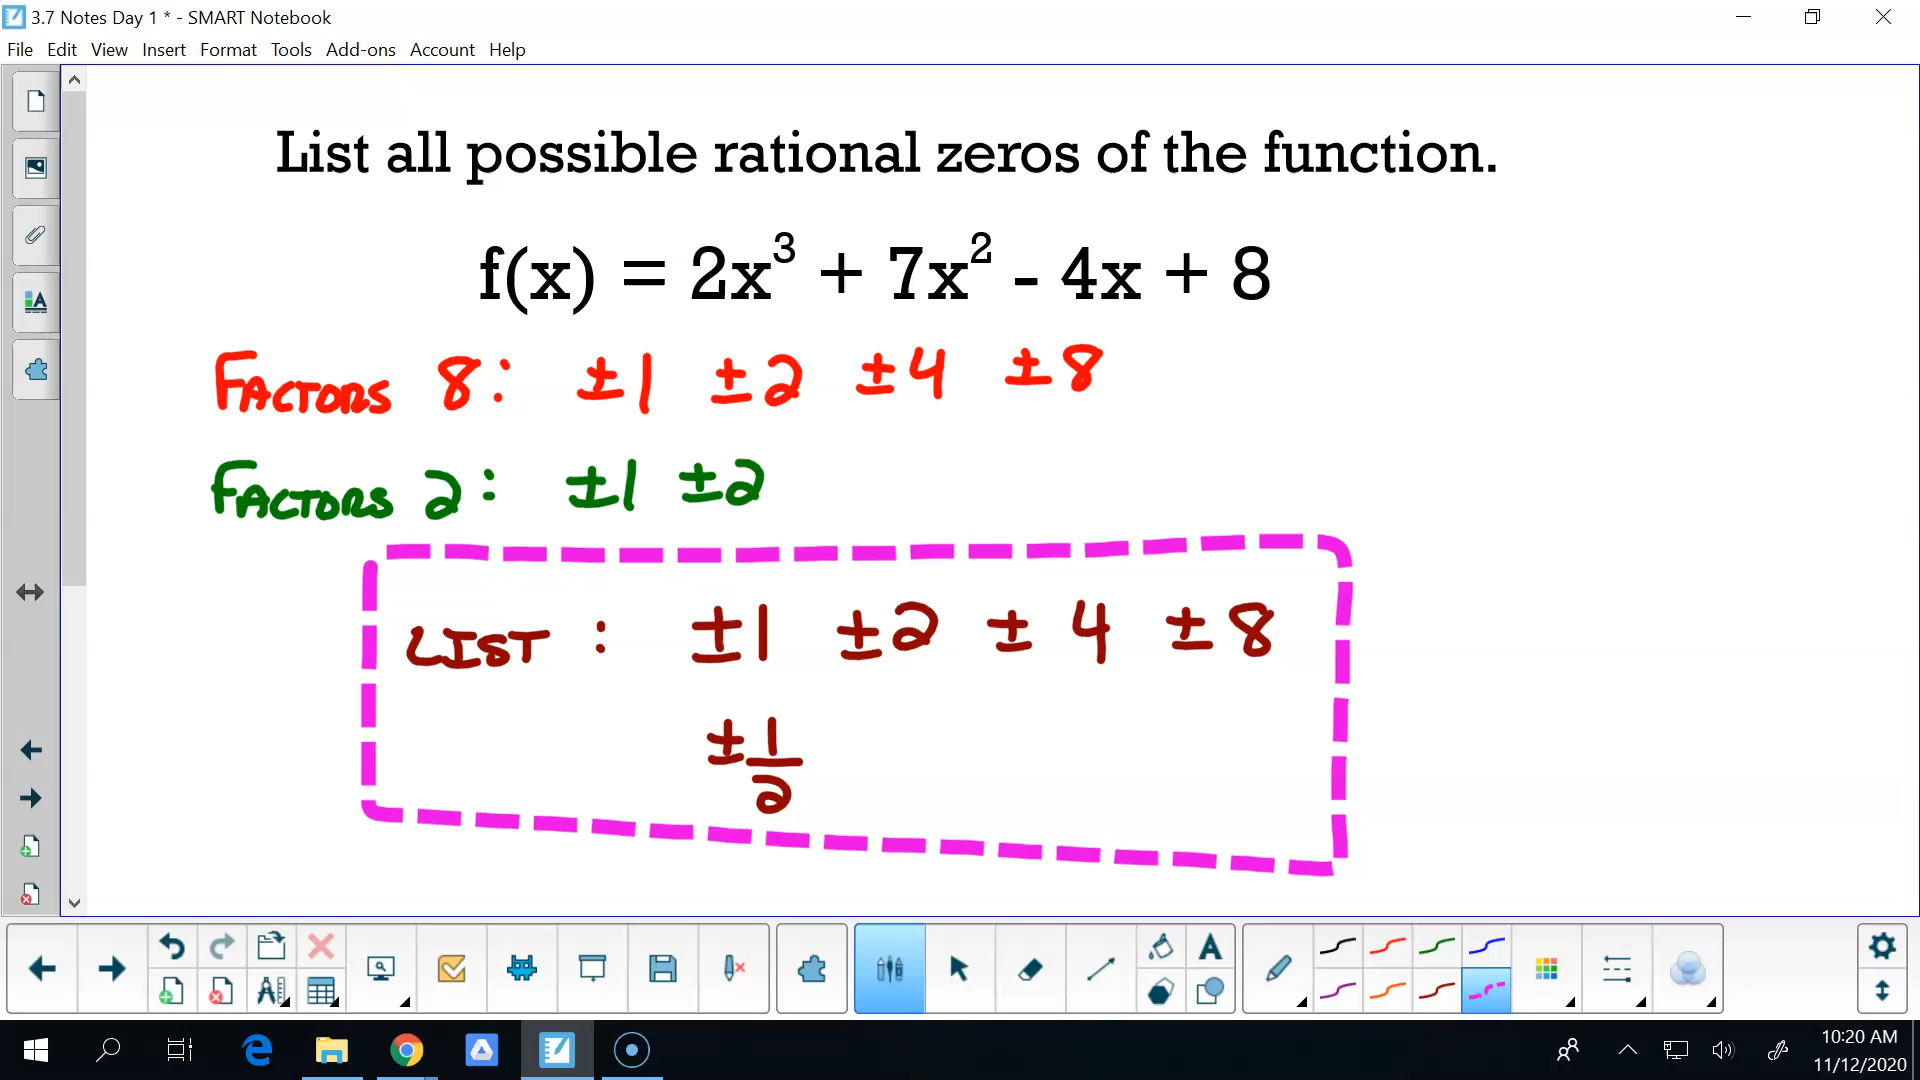 3.7 Notes Day 1 * - SMART Notebook
File Edit View Insert Format Tools Add-ons Account Help
List all possible rational zeros of the function.
f(x) = 2x³ + 7x² - 4x + 8
FACTORS 8: ±1 ±2 ±4 ±8
FACTORS 2: ±1 ±2
LIST : ±1 ±2 ±4 ±8
±1/2
10:20 AM
11/12/2020